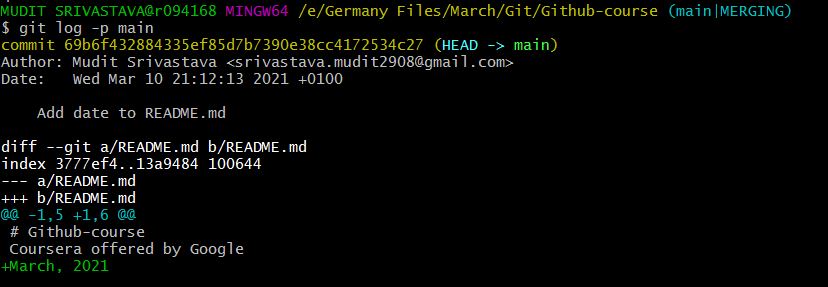 MUDIT SRIVASTAVA@r094168 MINGW64 /e/Germany Files/March/Git/Github-course (main|MERGING)
$ git log -p main
commit 69b6f432884335ef85d7b7390e38cc4172534c27 (HEAD -> main)
Author: Mudit Srivastava <srivastava.mudit2908@gmail.com>
Date:   Wed Mar 10 21:12:13 2021 +0100

    Add date to README.md

diff --git a/README.md b/README.md
index 3777ef4..13a9484 100644
--- a/README.md
+++ b/README.md
@@ -1,5 +1,6 @@
 # Github-course
 Coursera offered by Google
+March, 2021